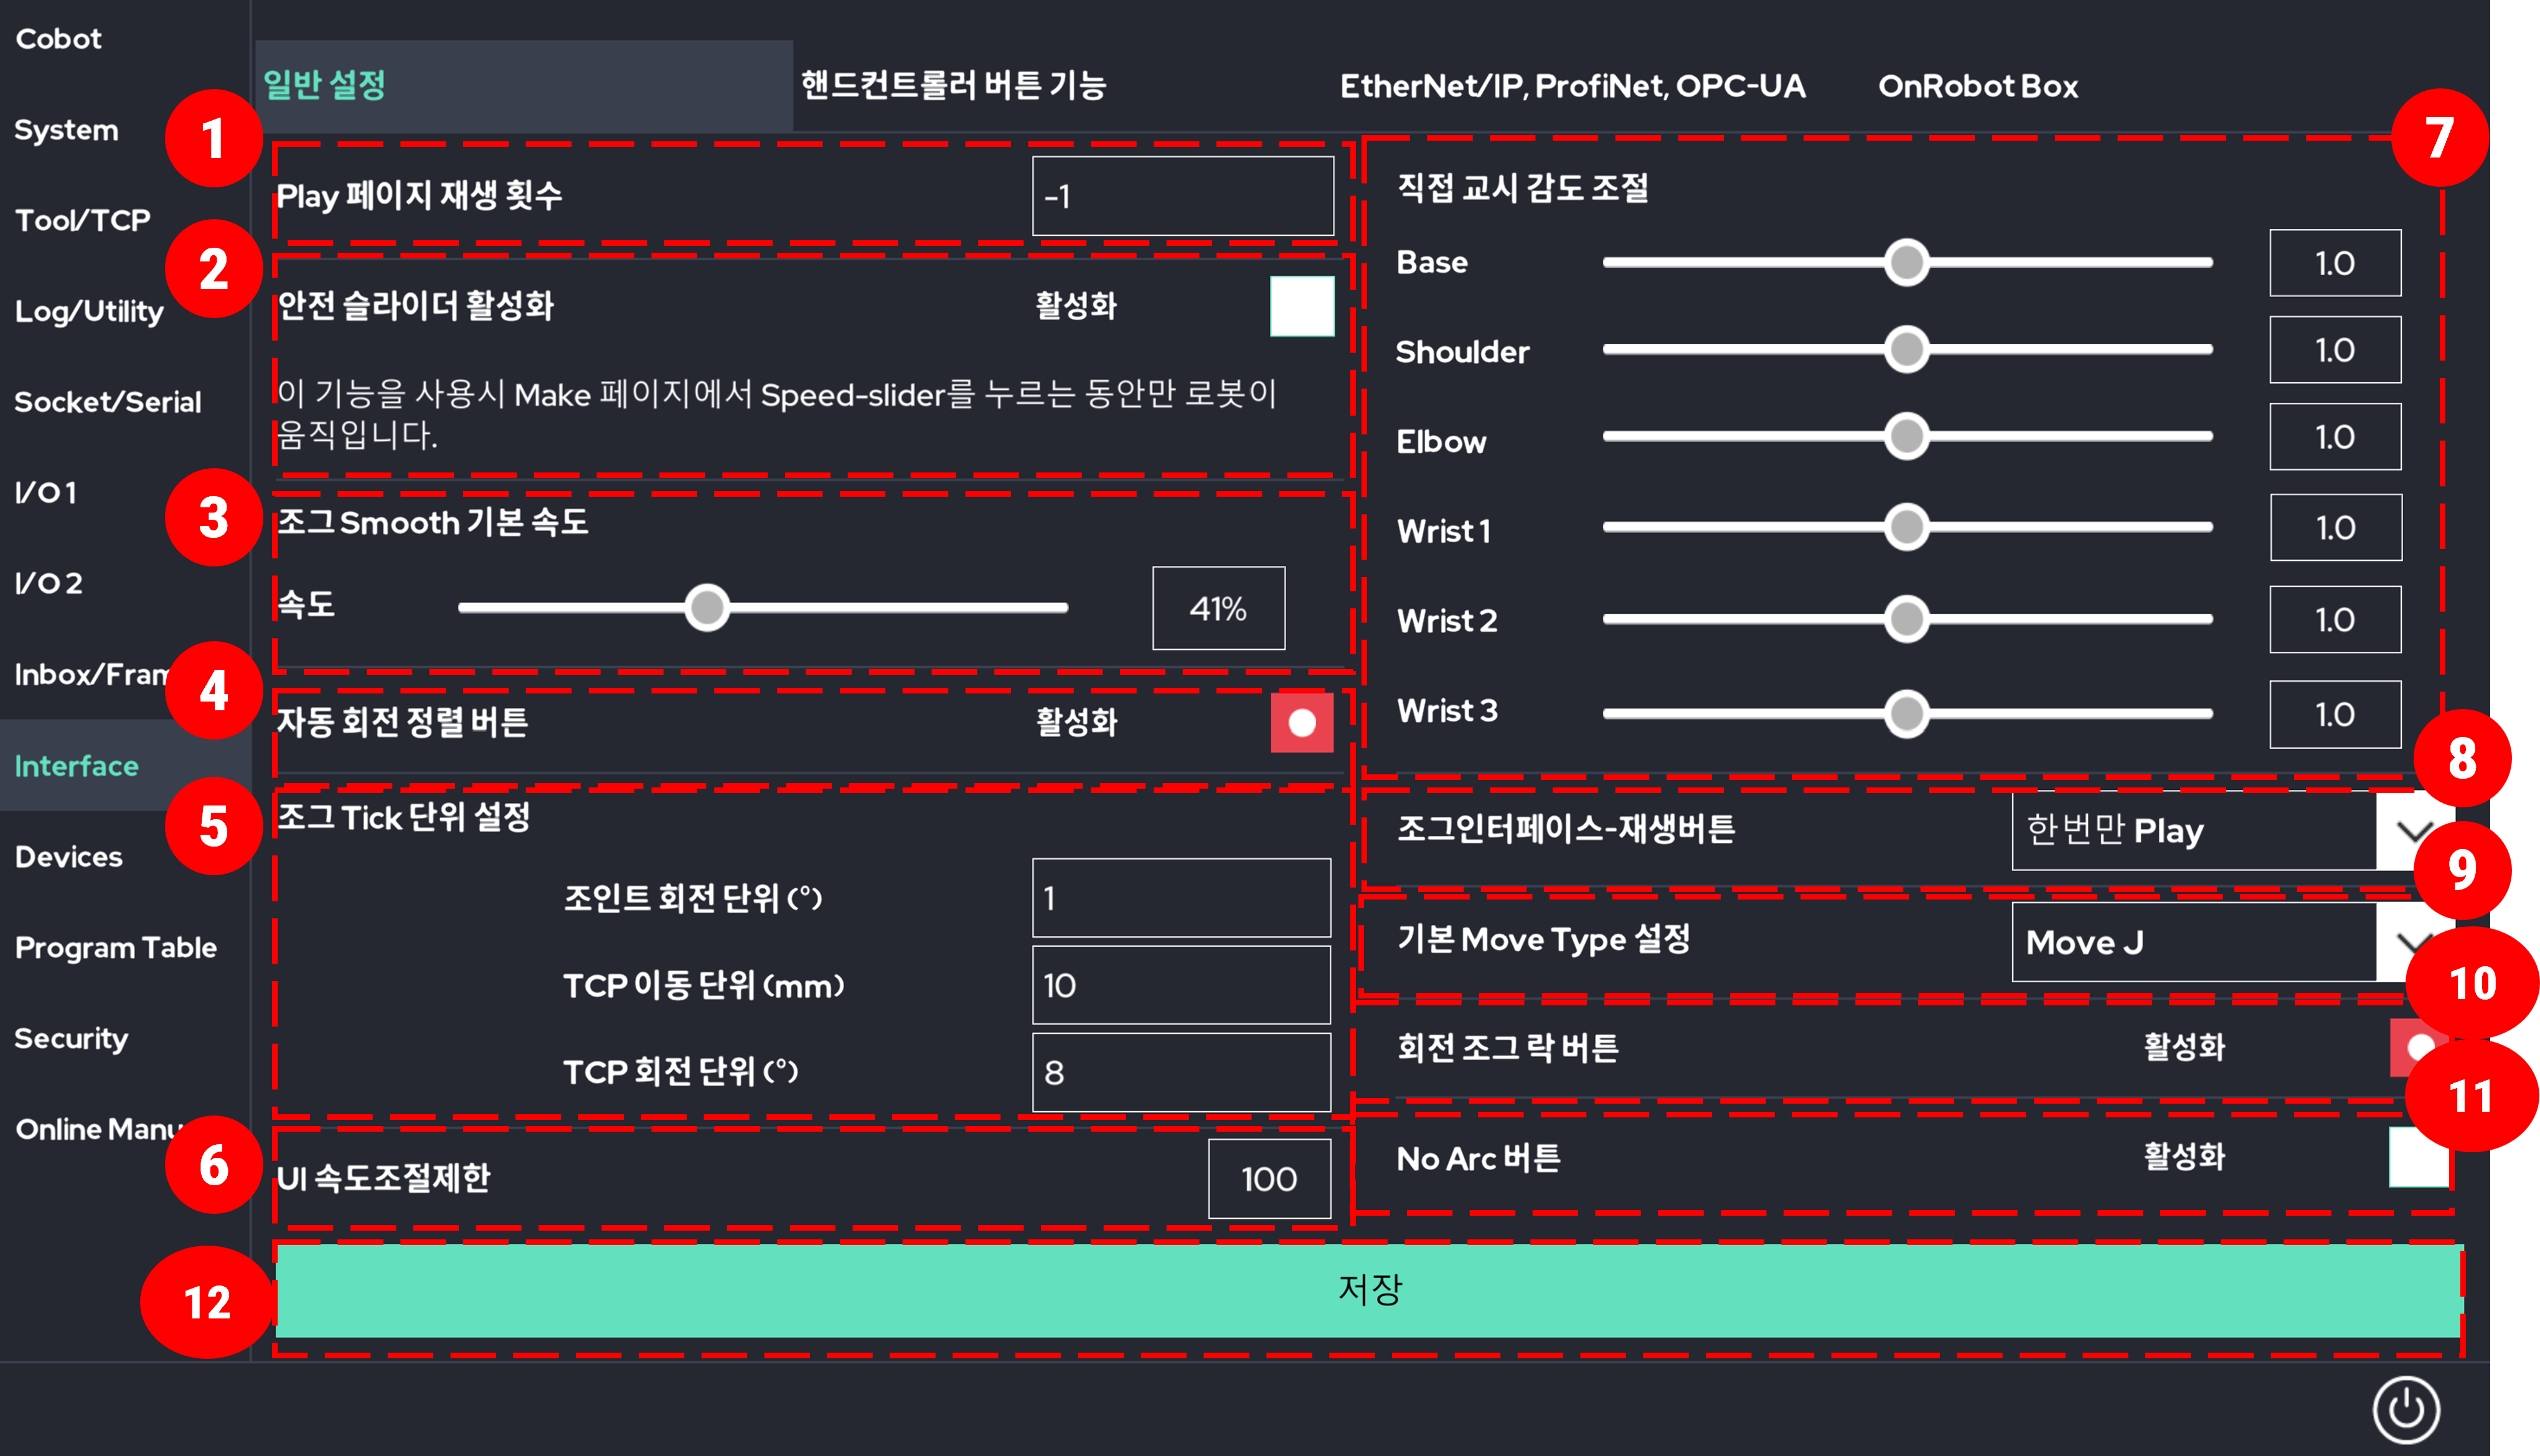 Cobot
System
Tool/TCP
Log/Utility
Socket/Serial
I/O 1
I/O 2
Inbox/Fram
Interface
Devices
Program Table
Security
Online Manu
일반 설정
핸드컨트롤러 버튼 기능
EtherNet/IP, ProfiNet, OPC-UA
OnRobot Box
1
Play 페이지 재생 횟수
-1
2
안전 슬라이더 활성화
활성화
이 기능을 사용시 Make 페이지에서 Speed-slider를 누르는 동안만 로봇이
움직입니다.
3
조그 Smooth 기본 속도
속도
41%
4
자동 회전 정렬 버튼
활성화
5
조그 Tick 단위 설정
조인트 회전 단위 (°)
1
TCP 이동 단위 (mm)
10
TCP 회전 단위 (°)
8
6
UI 속도조절제한
100
7
직접 교시 감도 조절
Base
1.0
Shoulder
1.0
Elbow
1.0
Wrist 1
1.0
Wrist 2
1.0
Wrist 3
1.0
8
조그인터페이스-재생버튼
한번만 Play
9
기본 Move Type 설정
Move J
10
회전 조그 락 버튼
활성화
11
No Arc 버튼
활성화
12
저장